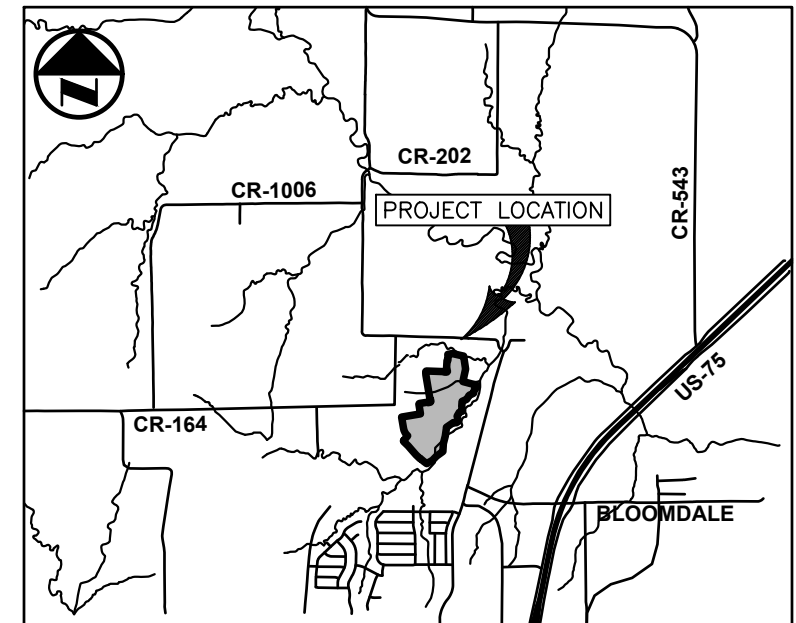 N
CR-202
CR-1006
PROJECT LOCATION
CR-543
US-75
CR-164
BLOOMDALE